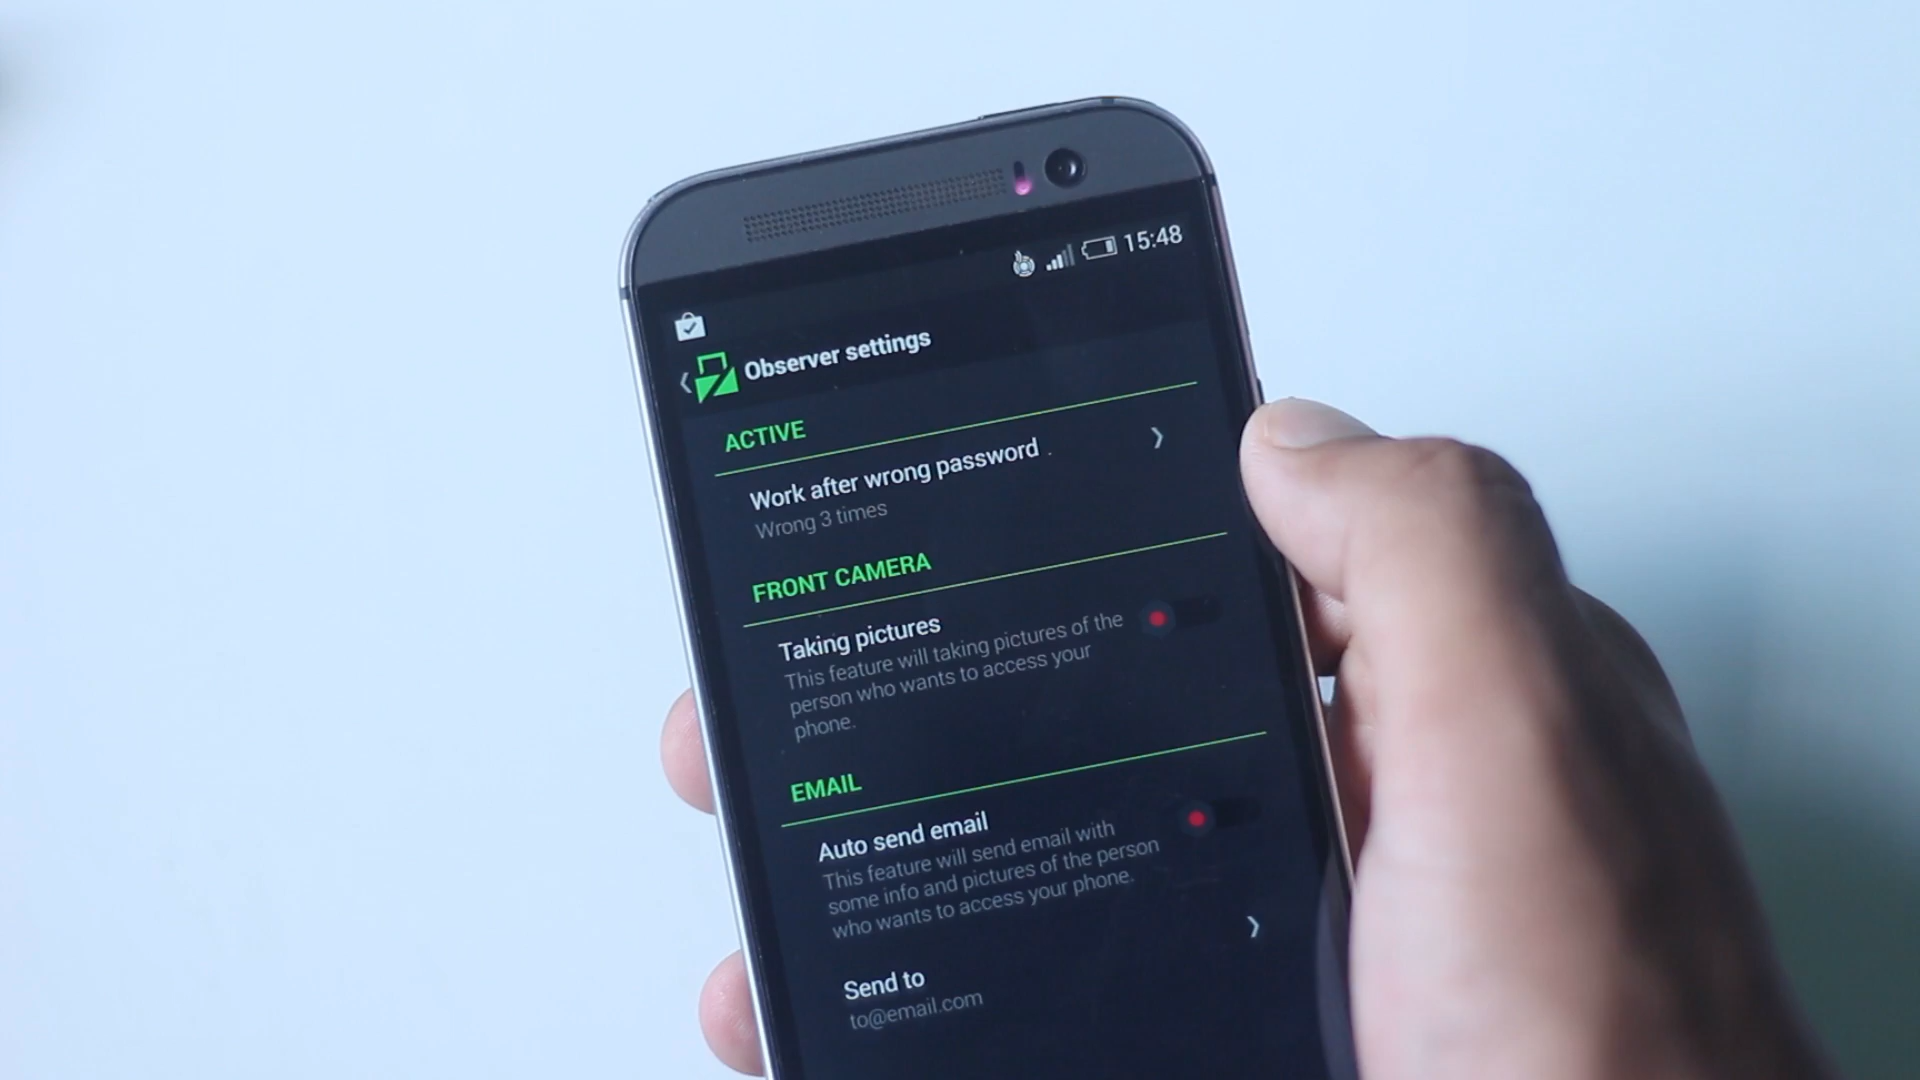 15:48
Observer settings
ACTIVE
Work after wrong password .
Wrong 3 times
FRONT CAMERA
Taking pictures
This feature will taking pictures of the
person who wants to access your
phone.
EMAIL
Auto send email
This feature will send email with
some info and pictures of the person
who wants to access your phone.
Send to
to@email.com